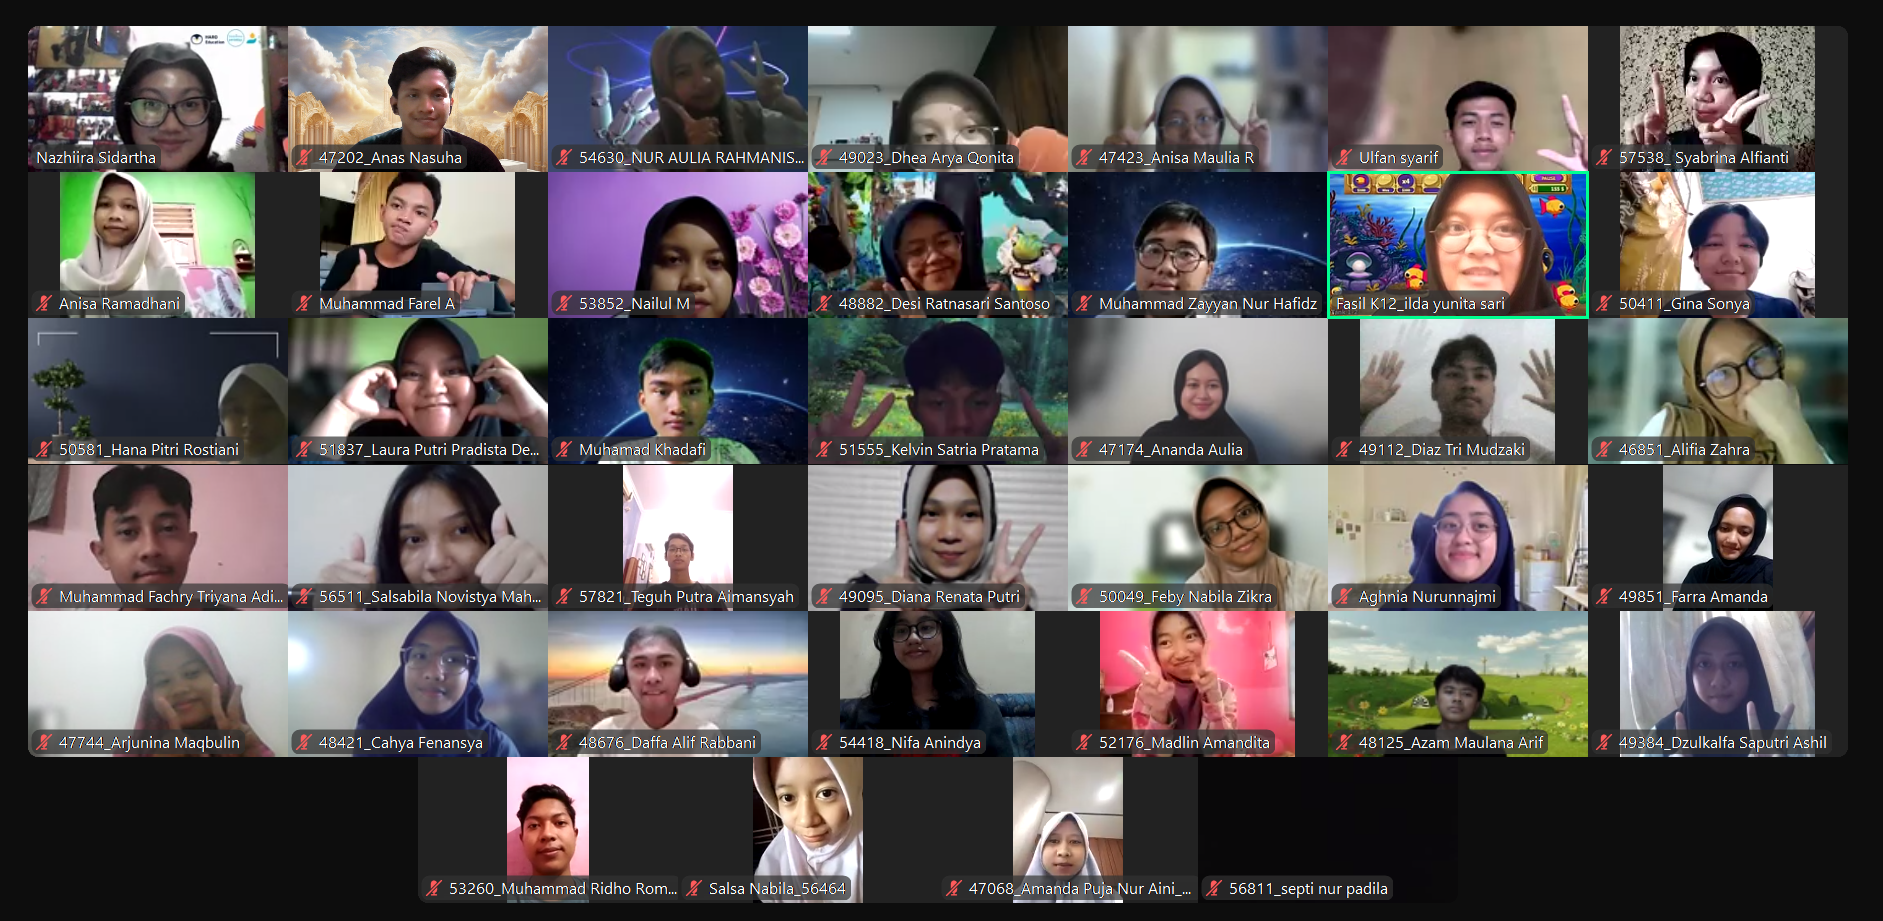 HARD
Education
Nazhiira Sidartha
47202_Anas Nasuha
54630_NUR AULIA RAHMANIS...
49023_Dhea Arya Qonita
47423_Anisa Maulia R
Ulfan syarif
57538_ Syabrina Alfianti
x4
PAUSE
Anisa Ramadhani
Muhammad Farel A
53852_Nailul M
48882_Desi Ratnasari Santoso
Muhammad Zayyan Nur Hafidz
Fasil K12_ilda yunita sari
50411_Gina Sonya
50581_Hana Pitri Rostiani
51837_Laura Putri Pradista De...
Muhamad Khadafi
51555_Kelvin Satria Pratama
47174_Ananda Aulia
49112_Diaz Tri Mudzaki
46851_Alifia Zahra
Muhammad Fachry Triyana Adi...
56511_Salsabila Novistya Mah...
57821_Teguh Putra Aimansyah
49095_Diana Renata Putri
50049_Feby Nabila Zikra
Aghnia Nurunnajmi
49851_Farra Amanda
47744_Arjunina Maqbulin
48421_Cahya Fenansya
48676_Daffa Alif Rabbani
54418_Nifa Anindya
52176_Madlin Amandita
48125_Azam Maulana Arif
49384_Dzulkalfa Saputri Ashil
53260_Muhammad Ridho Rom...
Salsa Nabila_56464
47068_Amanda Puja Nur Aini_...
56811_septi nur padila